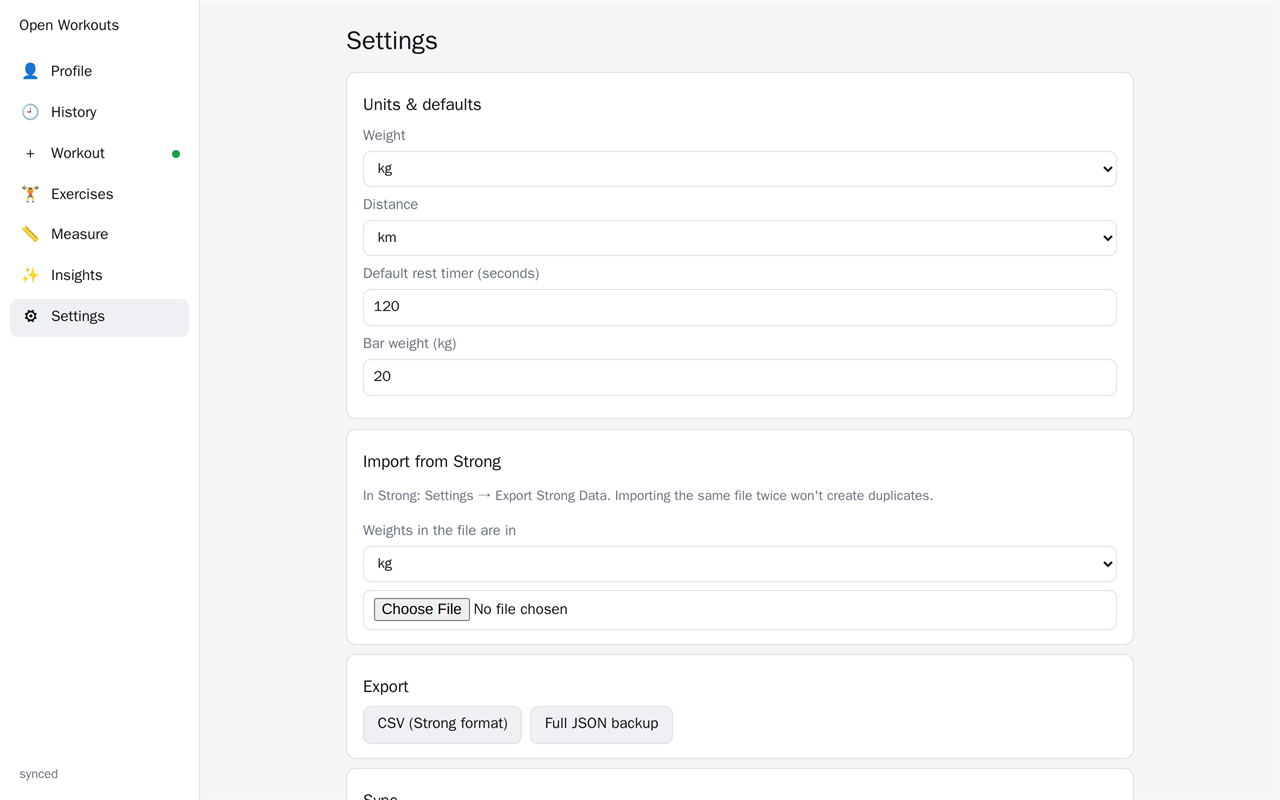 Open Workouts
Profile
History
+ Workout
Exercises
Measure
Insights
Settings
synced
Settings
Units & defaults
Weight
kg
Distance
km
Default rest timer (seconds)
120
Bar weight (kg)
20
Import from Strong
In Strong: Settings → Export Strong Data. Importing the same file twice won't create duplicates.
Weights in the file are in
kg
Choose File No file chosen
Export
CSV (Strong format) Full JSON backup
Sync